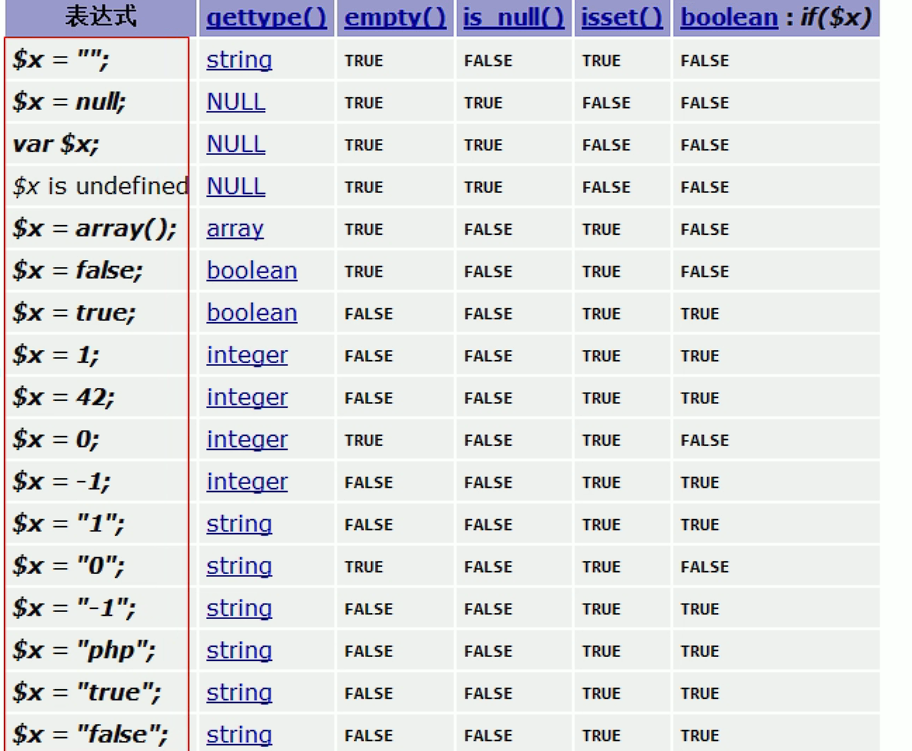 表达式 gettype() empty() is_null() isset() boolean : if($x)
$x = ""; string TRUE FALSE TRUE FALSE
$x = null; NULL TRUE TRUE FALSE FALSE
var $x; NULL TRUE TRUE FALSE FALSE
$x is undefined NULL TRUE TRUE FALSE FALSE
$x = array(); array TRUE FALSE TRUE FALSE
$x = false; boolean TRUE FALSE TRUE FALSE
$x = true; boolean FALSE FALSE TRUE TRUE
$x = 1; integer FALSE FALSE TRUE TRUE
$x = 42; integer FALSE FALSE TRUE TRUE
$x = 0; integer TRUE FALSE TRUE FALSE
$x = -1; integer FALSE FALSE TRUE TRUE
$x = "1"; string FALSE FALSE TRUE TRUE
$x = "0"; string TRUE FALSE TRUE FALSE
$x = "-1"; string FALSE FALSE TRUE TRUE
$x = "php"; string FALSE FALSE TRUE TRUE
$x = "true"; string FALSE FALSE TRUE TRUE
$x = "false"; string FALSE FALSE TRUE TRUE